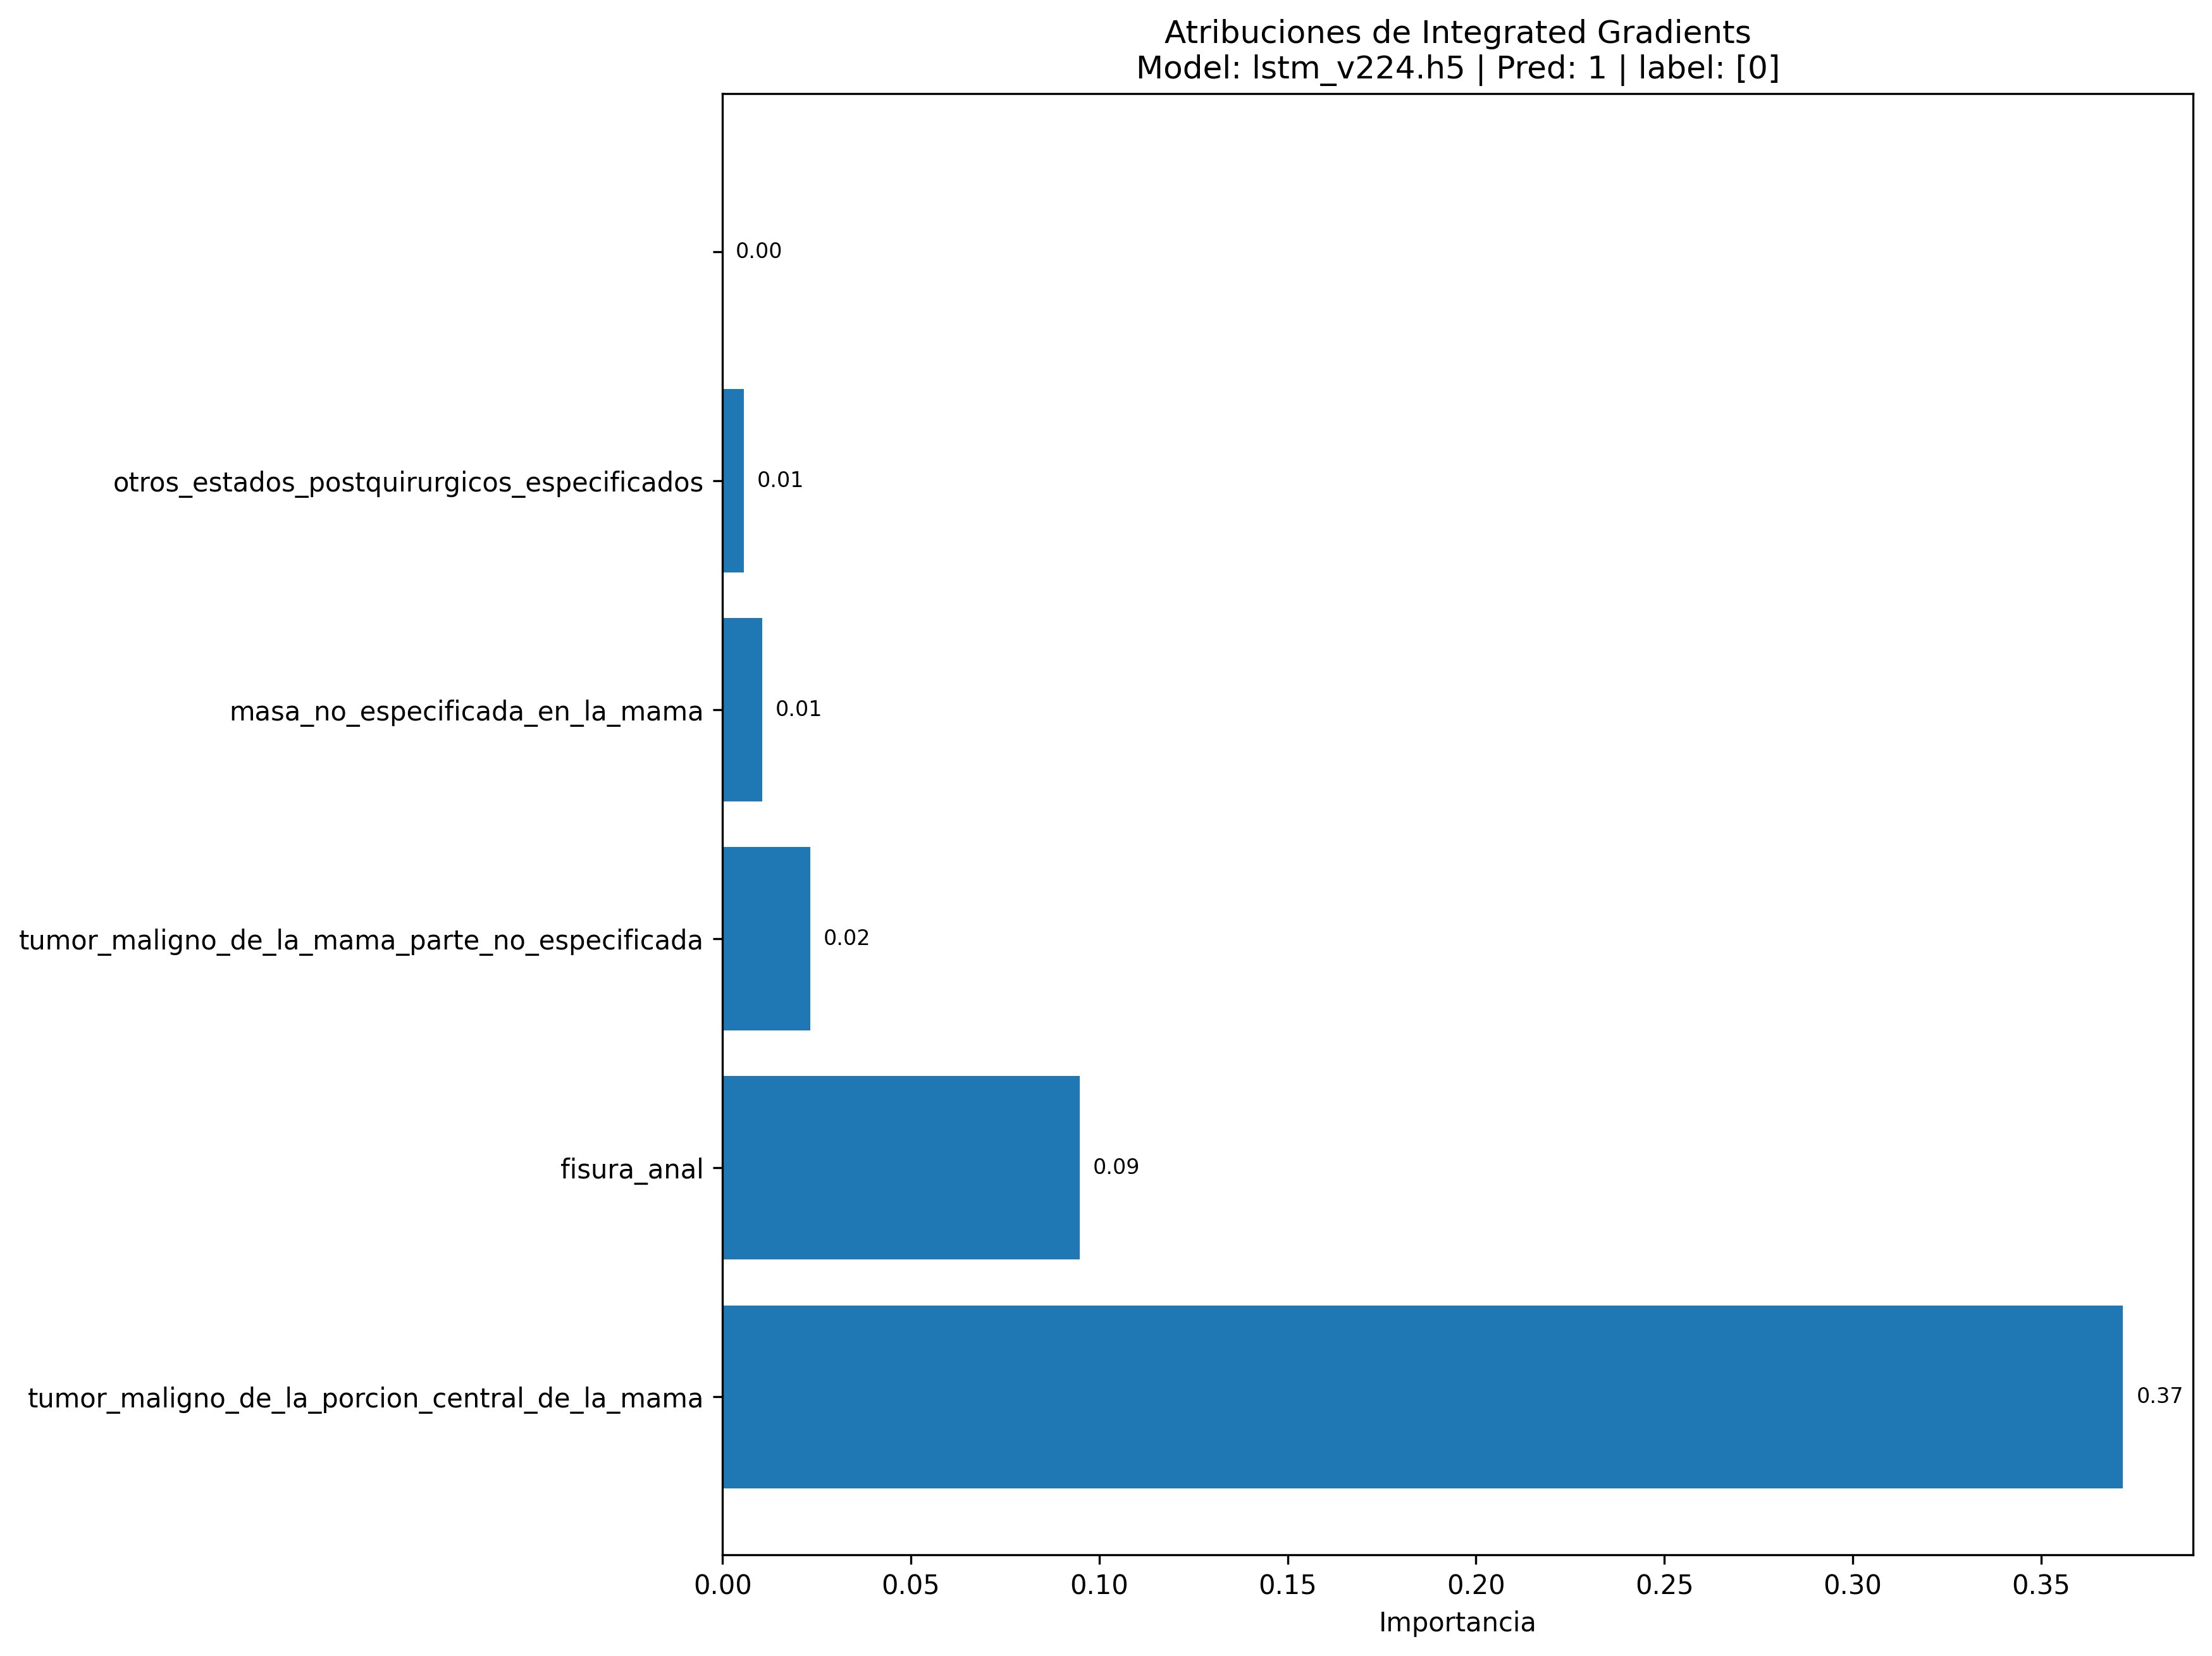 Atribuciones de Integrated Gradients
Model: lstm_v224.h5 | Pred: 1 | label: [0]
0.00
otros_estados_postquirurgicos_especificados 0.01
masa_no_especificada_en_la_mama 0.01
tumor_maligno_de_la_mama_parte_no_especificada 0.02
fisura_anal 0.09
tumor_maligno_de_la_porcion_central_de_la_mama 0.37
0.00 0.05 0.10 0.15 0.20 0.25 0.30 0.35
Importancia